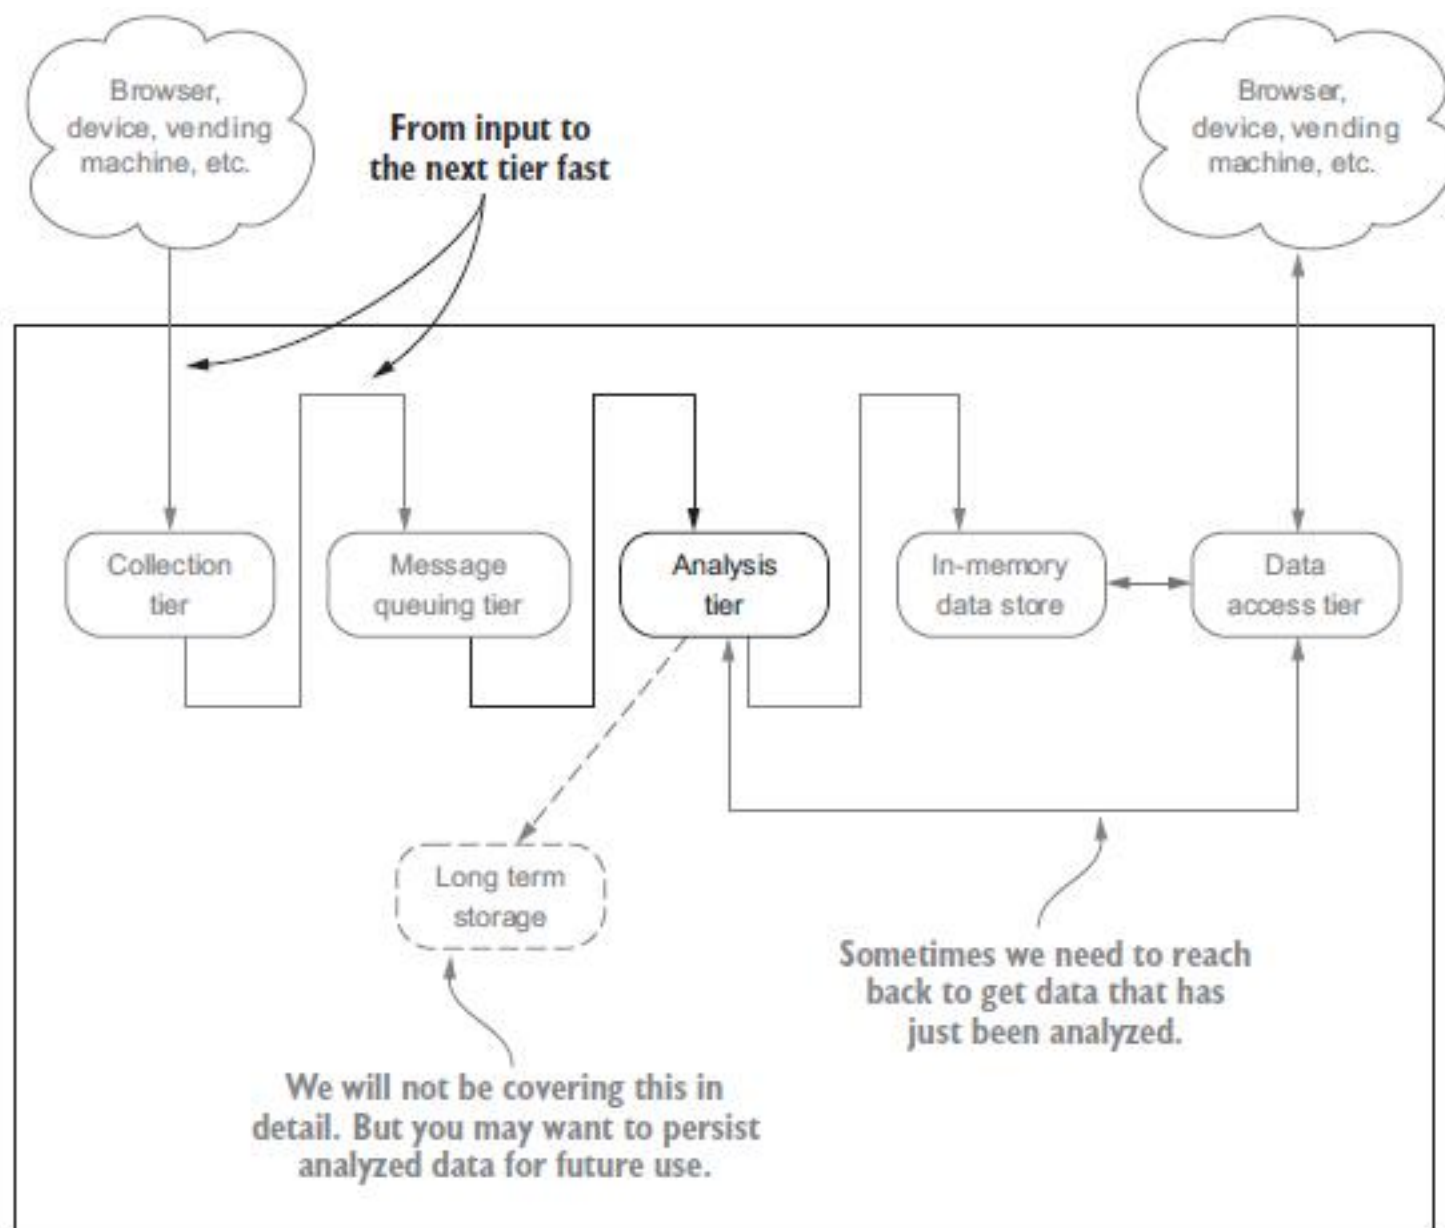 Browser,
device, vending
machine, etc.
From input to
the next tier fast
Browser,
device, vending
machine, etc.
Collection
tier
Message
queuing tier
Analysis
tier
In-memory
data store
Data
access tier
Long term
storage
Sometimes we need to reach
back to get data that has
just been analyzed.
We will not be covering this in
detail. But you may want to persist
analyzed data for future use.